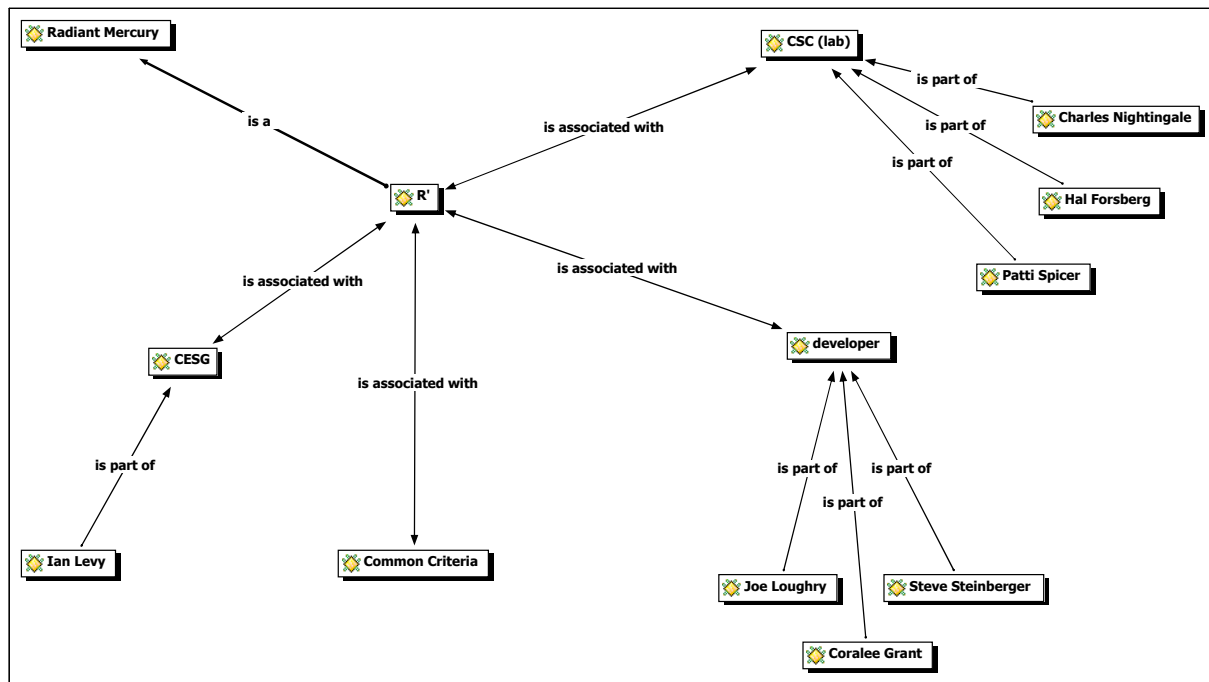 Radiant Mercury
CSC (lab)
is part of
Charles Nightingale
is a
is associated with
is part of
is part of
R'
Hal Forsberg
is associated with
is associated with
Patti Spicer
developer
CESG
is associated with
is part of
is part of
is part of
is part of
Ian Levy
Common Criteria
Joe Loughry
Steve Steinberger
Coralee Grant